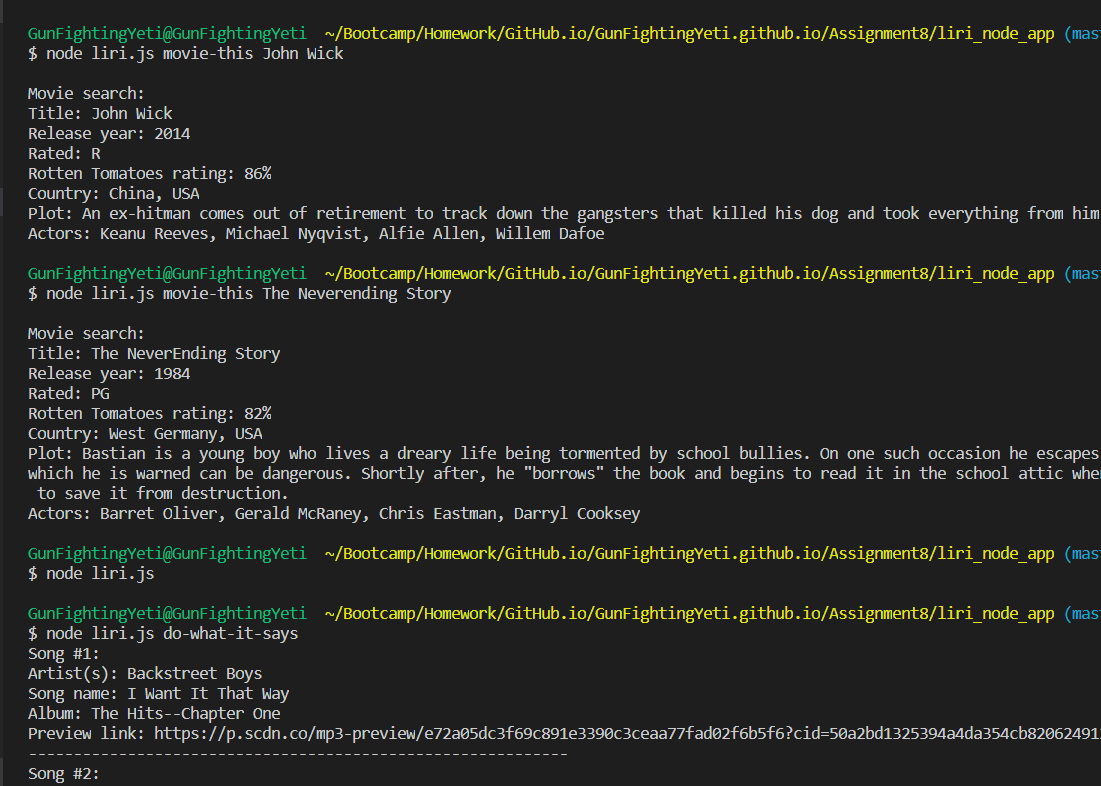 GunFightingYeti@GunFightingYeti ~/Bootcamp/Homework/GitHub.io/GunFightingYeti.github.io/Assignment8/liri_node_app (mas
$ node liri.js movie-this John Wick
Movie search:
Title: John Wick
Release year: 2014
Rated: R
Rotten Tomatoes rating: 86%
Country: China, USA
Plot: An ex-hitman comes out of retirement to track down the gangsters that killed his dog and took everything from him
Actors: Keanu Reeves, Michael Nyqvist, Alfie Allen, Willem Dafoe
GunFightingYeti@GunFightingYeti ~/Bootcamp/Homework/GitHub.io/GunFightingYeti.github.io/Assignment8/liri_node_app (mas
$ node liri.js movie-this The Neverending Story
Movie search:
Title: The NeverEnding Story
Release year: 1984
Rated: PG
Rotten Tomatoes rating: 82%
Country: West Germany, USA
Plot: Bastian is a young boy who lives a dreary life being tormented by school bullies. On one such occasion he escapes
which he is warned can be dangerous. Shortly after, he "borrows" the book and begins to read it in the school attic whe
to save it from destruction.
Actors: Barret Oliver, Gerald McRaney, Chris Eastman, Darryl Cooksey
GunFightingYeti@GunFightingYeti ~/Bootcamp/Homework/GitHub.io/GunFightingYeti.github.io/Assignment8/liri_node_app (mas
$ node liri.js
GunFightingYeti@GunFightingYeti ~/Bootcamp/Homework/GitHub.io/GunFightingYeti.github.io/Assignment8/liri_node_app (mas
$ node liri.js do-what-it-says
Song #1:
Artist(s): Backstreet Boys
Song name: I Want It That Way
Album: The Hits--Chapter One
Preview link: https://p.scdn.co/mp3-preview/e72a05dc3f69c891e3390c3ceaa77fad02f6b5f6?cid=50a2bd1325394a4da354cb82062491
------------------------------------------------------------
Song #2: